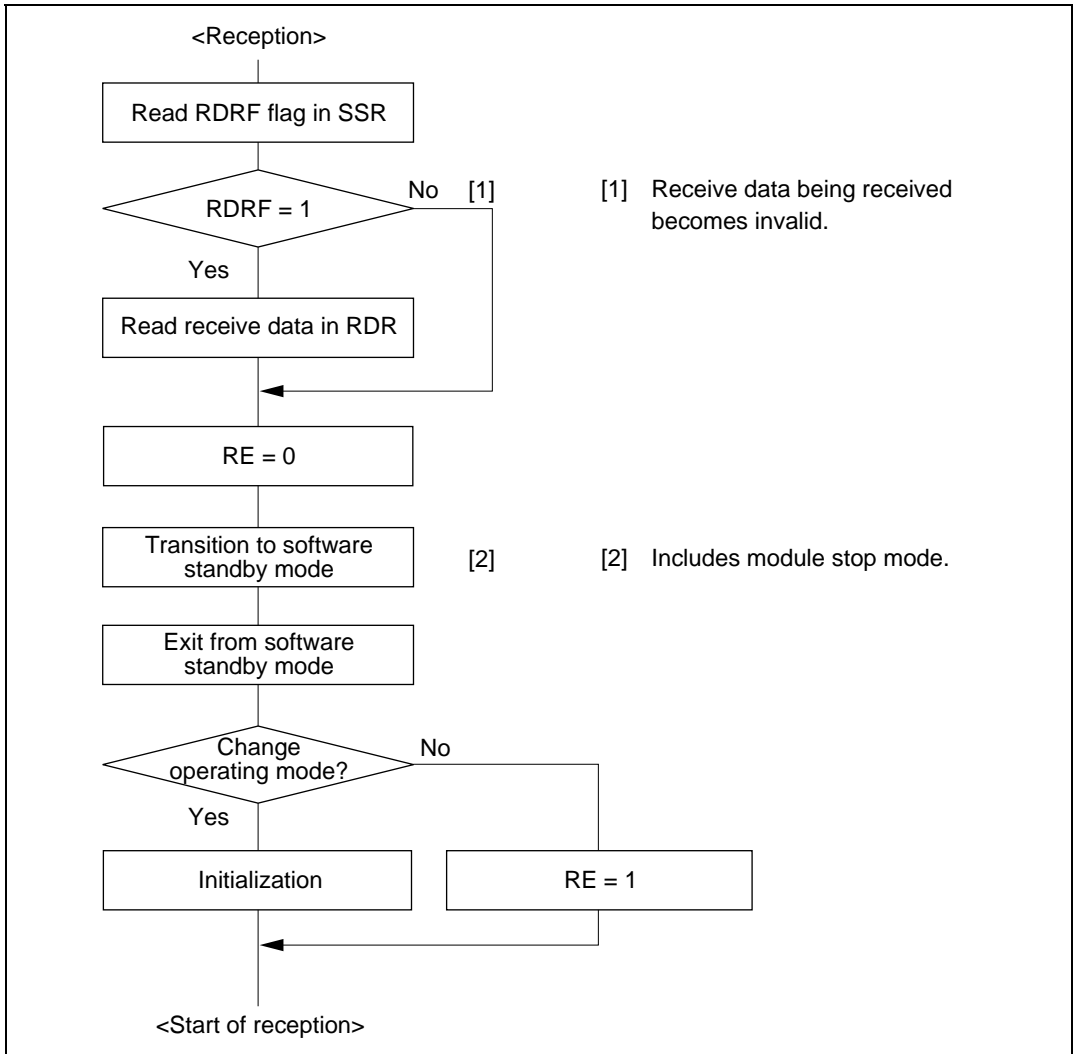 <Reception>
Read RDRF flag in SSR
No [1]
RDRF = 1
[1] Receive data being received
becomes invalid.
Yes
Read receive data in RDR
RE = 0
Transition to software
standby mode
[2]
[2] Includes module stop mode.
Exit from software
standby mode
Change
operating mode?
No
Yes
Initialization
RE = 1
<Start of reception>